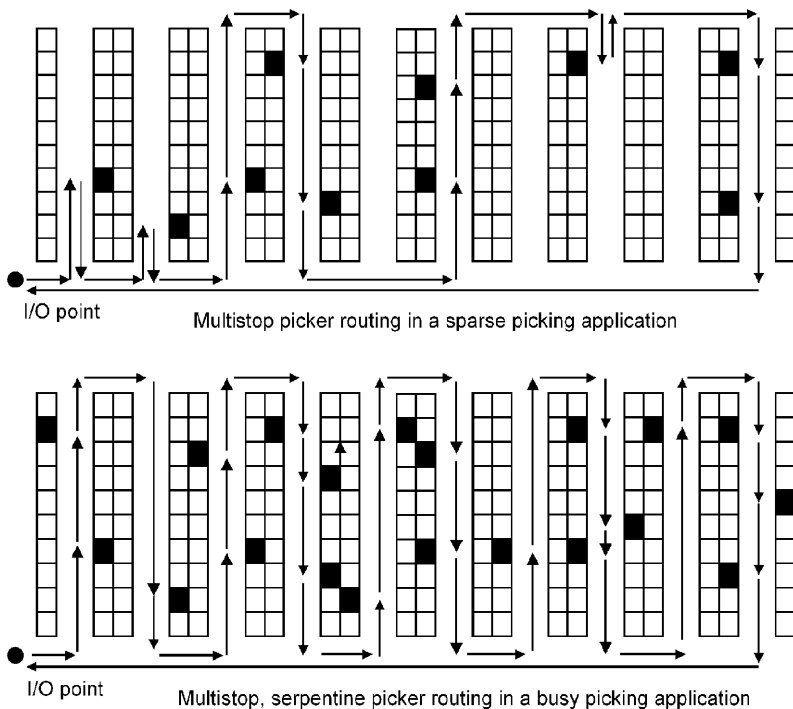 I/O point
Multistop picker routing in a sparse picking application
I/O point
Multistop, serpentine picker routing in a busy picking application